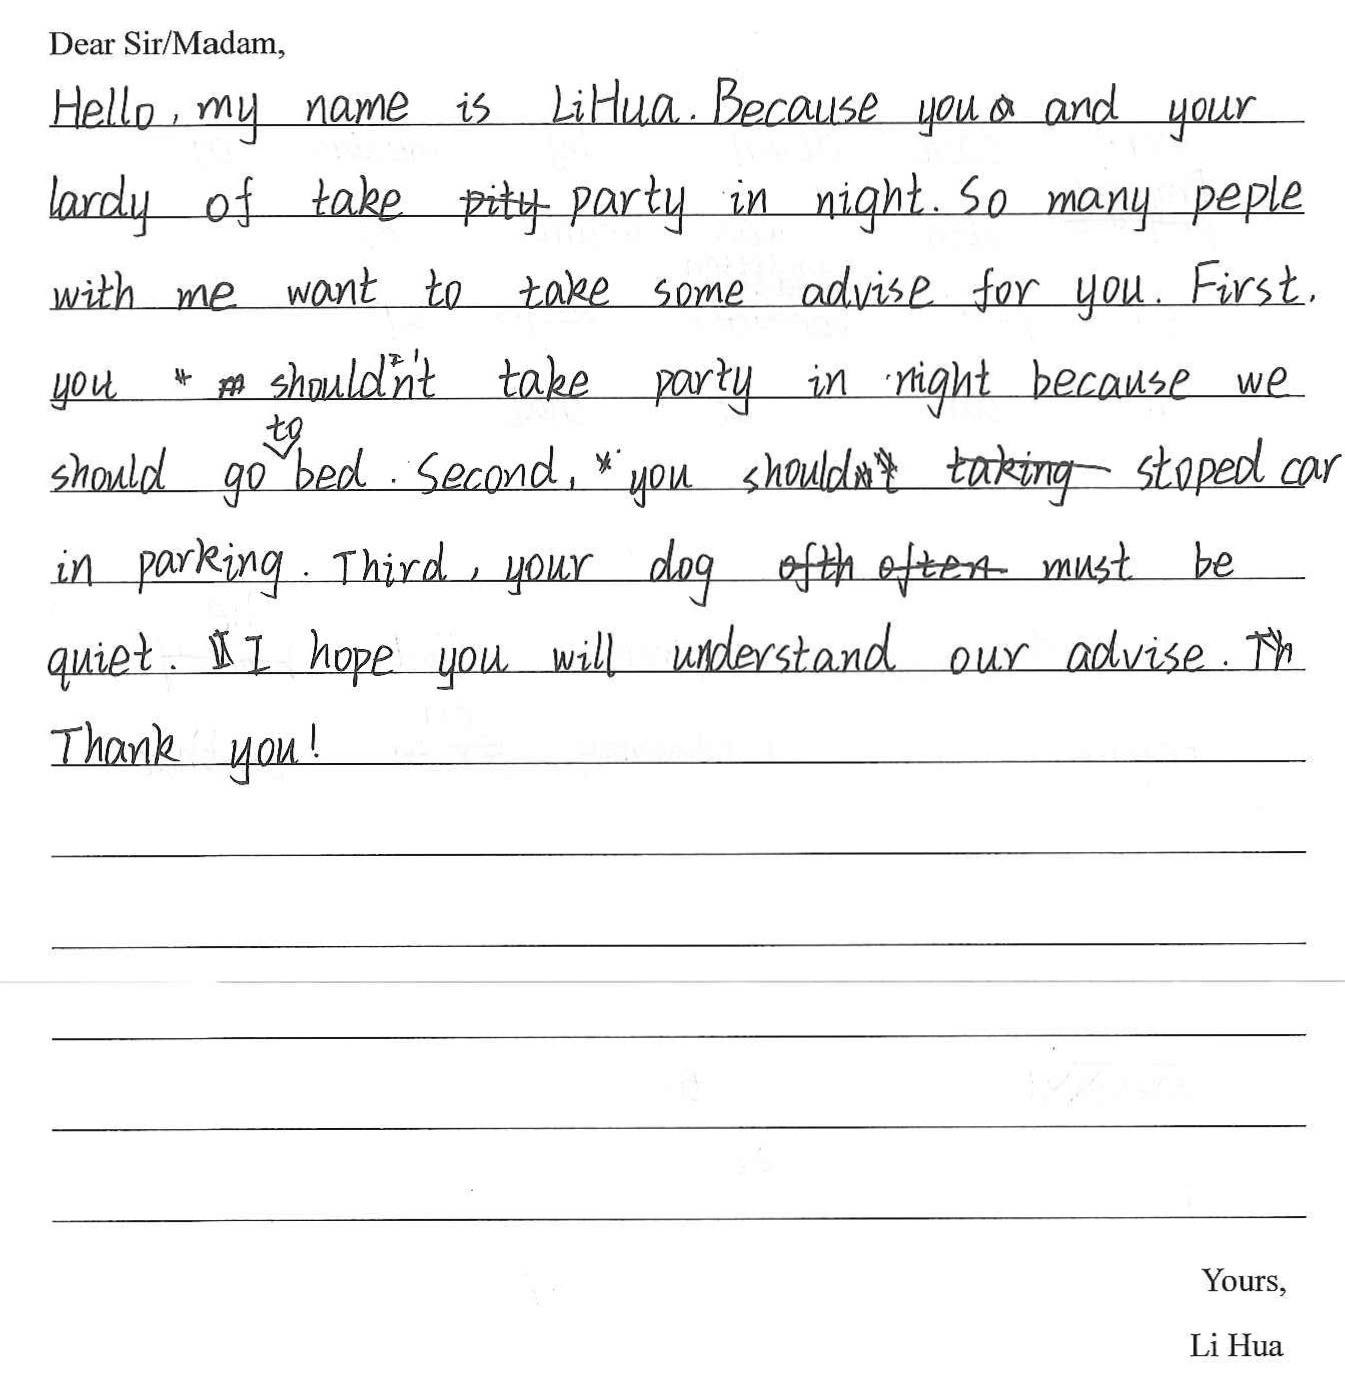 Dear Sir/Madam,
Hello, my name is LiHua. Because you and your
lardy of take party in night. So many peple
with me want to take some advise for you. First,
you shouldn't take party in night because we
should go to bed. Second, you should stoped car
in parking. Third, your dog must be
quiet. I hope you will understand our advise.
Thank you!
Yours,
Li Hua